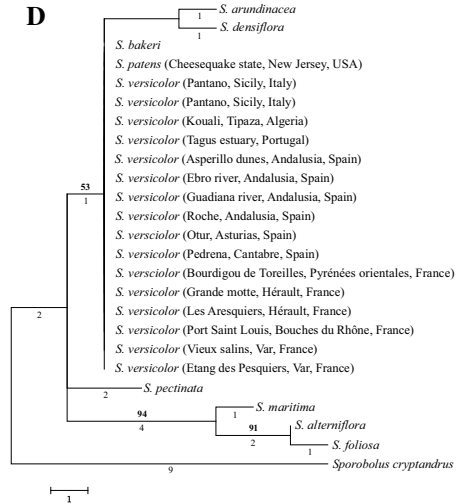 D
S. arundinacea
1
S. densiflora
1
S. bakeri
S. patens (Cheesequake state, New Jersey, USA)
S. versicolor (Pantano, Sicily, Italy)
S. versicolor (Pantano, Sicily, Italy)
S. versicolor (Kouali, Tipaza, Algeria)
S. versicolor (Tagus estuary, Portugal)
S. versicolor (Asperillo dunes, Andalusia, Spain)
S. versicolor (Ebro river, Andalusia, Spain)
53
S. versicolor (Guadiana river, Andalusia, Spain)
1
S. versicolor (Roche, Andalusia, Spain)
S. versciolor (Otur, Asturias, Spain)
S. versicolor (Pedrena, Cantabre, Spain)
S. versciolor (Bourdigou de Toreilles, Pyrénées orientales, France)
S. versicolor (Grande motte, Hérault, France)
S. versicolor (Les Aresquiers, Hérault, France)
2
S. versicolor (Port Saint Louis, Bouches du Rhône, France)
S. versicolor (Vieux salins, Var, France)
S. versicolor (Etang des Pesquiers, Var, France)
S. pectinata
2
S. maritima
94
1
4
S. alterniflora
91
2
S. foliosa
1
Sporobolus cryptandrus
9
1